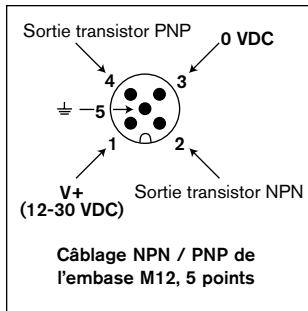 Sortie transistor PNP
0 VDC
4
3
5
1
2
V+
(12-30 VDC)
Sortie transistor NPN
Câblage NPN / PNP de
l'embase M12, 5 points